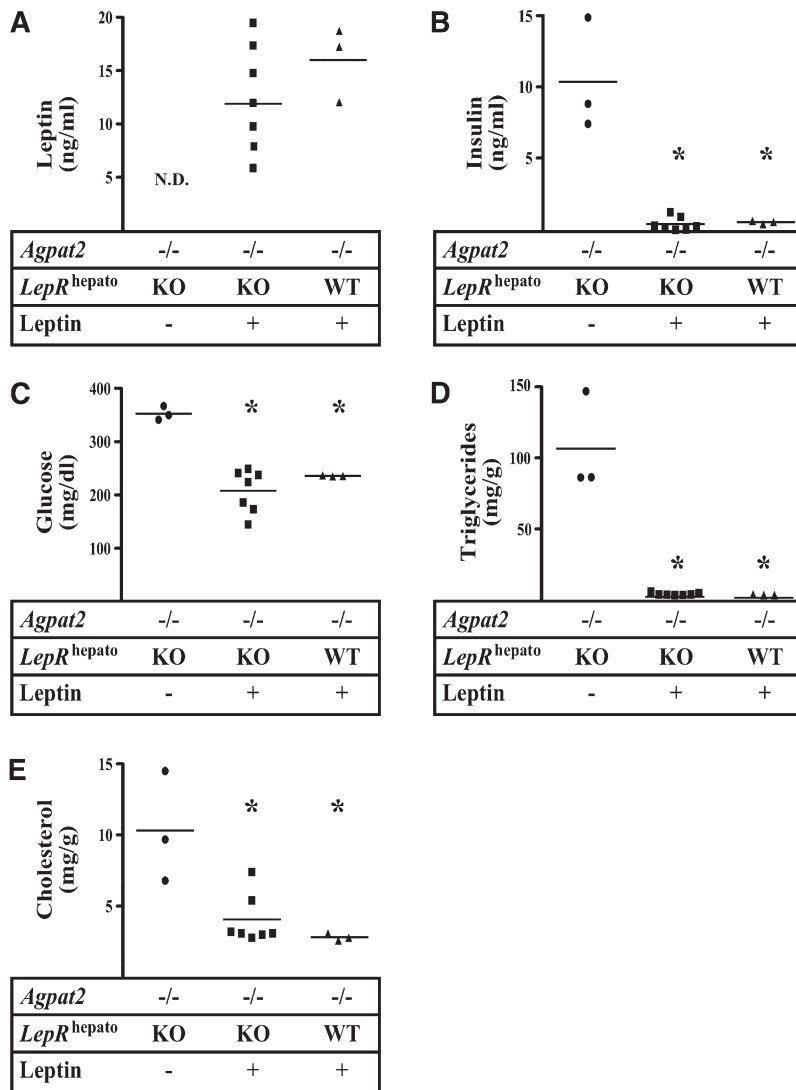 A
B
20
15
10
5
Leptin
(ng/ml)
N.D.
Agpat2 -/- -/- -/-
LepR hepato KO KO WT
Leptin - + +
15
10
5
Insulin
(ng/ml)
* *
Agpat2 -/- -/- -/-
LepR hepato KO KO WT
Leptin - + +
C
D
400
300
200
100
Glucose
(mg/dl)
* *
Agpat2 -/- -/- -/-
LepR hepato KO KO WT
Leptin - + +
150
100
50
Triglycerides
(mg/g)
* *
Agpat2 -/- -/- -/-
LepR hepato KO KO WT
Leptin - + +
E
15
10
5
Cholesterol
(mg/g)
* *
Agpat2 -/- -/- -/-
LepR hepato KO KO WT
Leptin - + +